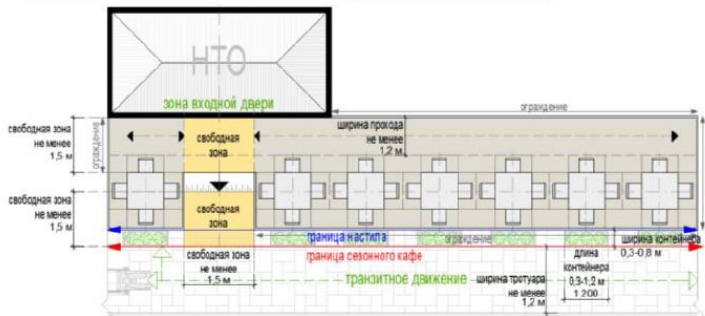 НТО
зона входной двери
ограждение
свободная зона
не менее
1,5 м
ограждение
свободная
зона
ширина прохода
не менее
1,2 м
свободная зона
не менее
1,5 м
свободная
зона
граница настила
ограждение
ширина контейнера
0,3-0,8 м
свободная зона
не менее
1,5 м
граница сезонного кафе
длина
контейнера
0,3-1,2 м
1 200
транзитное движение
ширина тротуара
не менее
1,2 м